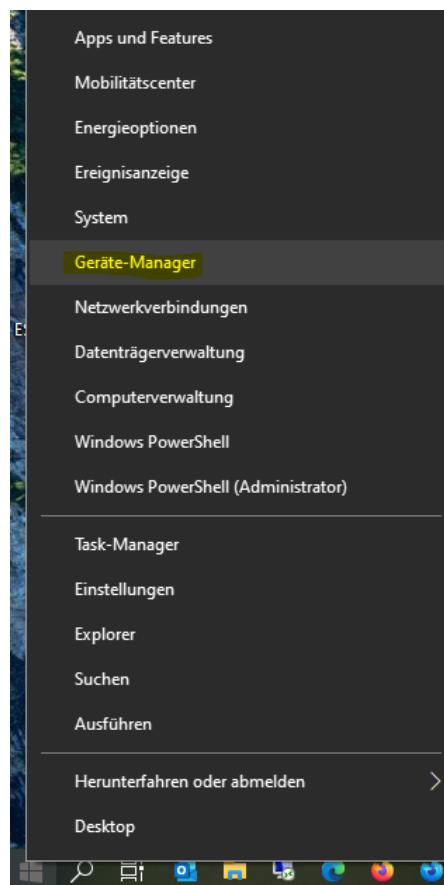 Apps und Features
Mobilitätscenter
Energieoptionen
Ereignisanzeige
System
Geräte-Manager
Netzwerkverbindungen
Datenträgerverwaltung
Computerverwaltung
Windows PowerShell
Windows PowerShell (Administrator)
Task-Manager
Einstellungen
Explorer
Suchen
Ausführen
Herunterfahren oder abmelden
Desktop